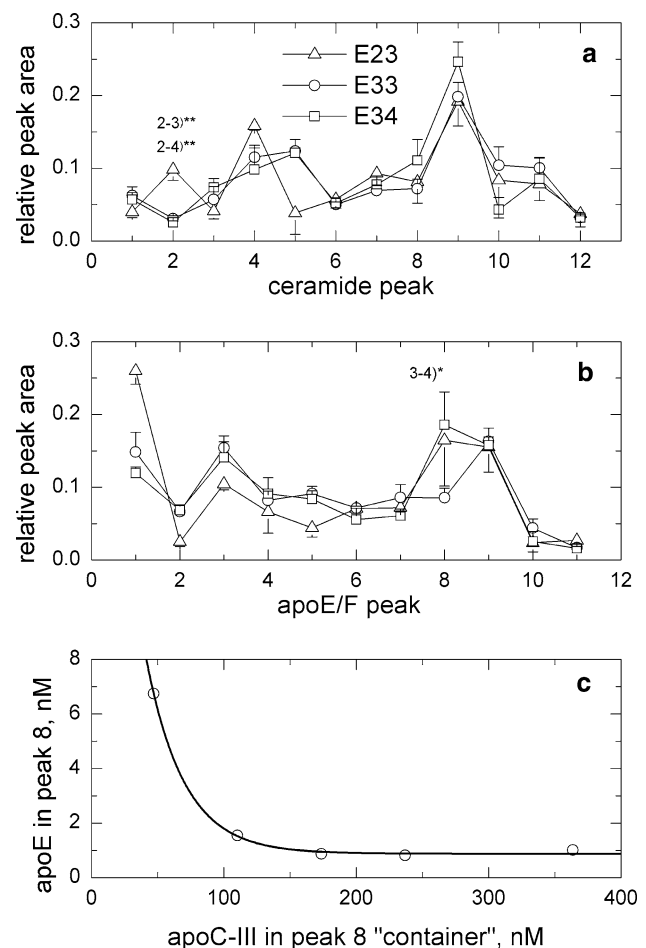 0.3
0.2
0.1
0.0
relative peak area
a
E23
E33
E34
2-3)**
2-4)**
0 2 4 6 8 10 12
ceramide peak
0.3
0.2
0.1
0.0
relative peak area
b
3-4)*
0 2 4 6 8 10 12
apoE/F peak
8
6
4
2
0
apoE in peak 8, nM
c
0 100 200 300 400
apoC-III in peak 8 "container", nM